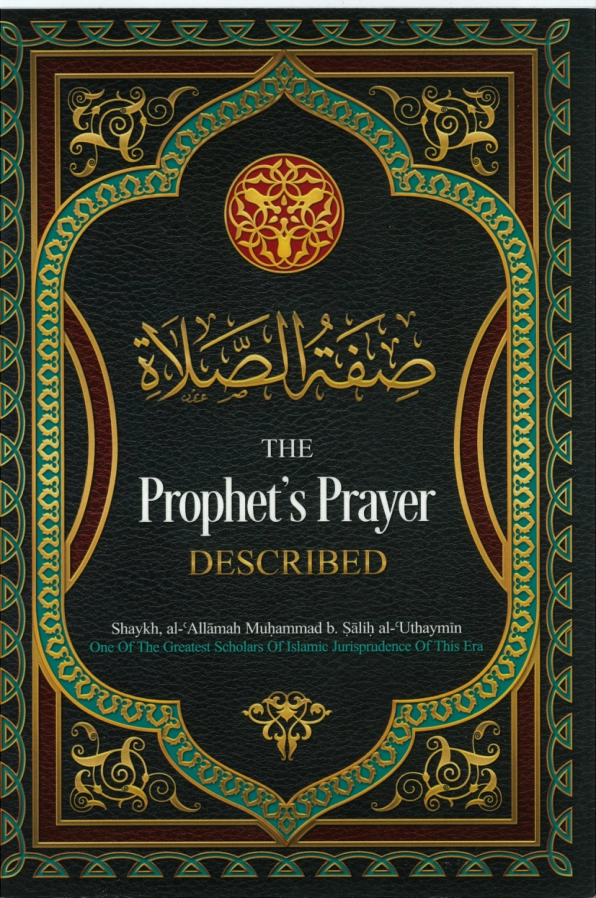 صِفَةُ الصَّلَاةِ
THE
Prophet's Prayer
DESCRIBED
Shaykh, al-ʿAllāmah Muḥammad b. Ṣāliḥ al-ʿUthaymīn
One Of The Greatest Scholars Of Islamic Jurisprudence Of This Era